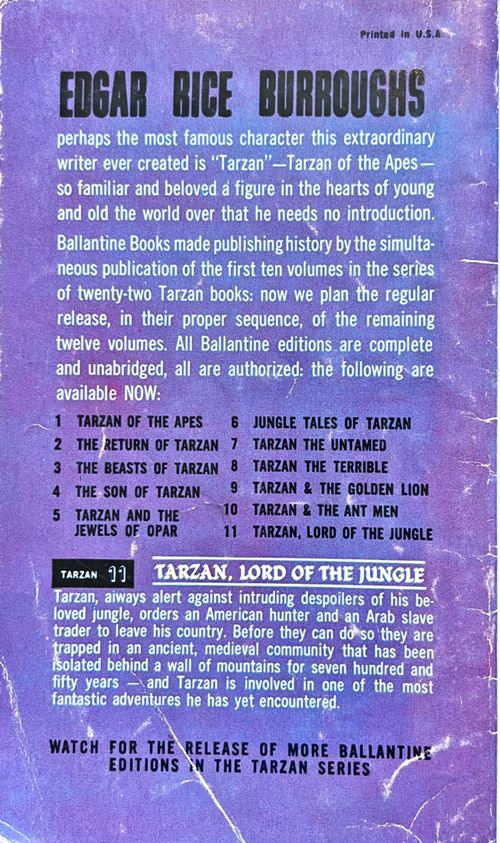 Printed in U.S.A
EDGAR RICE BURROUGHS
perhaps the most famous character this extraordinary
writer ever created is "Tarzan"—Tarzan of the Apes—
so familiar and beloved a figure in the hearts of young
and old the world over that he needs no introduction.
Ballantine Books made publishing history by the simulta-
neous publication of the first ten volumes in the series
of twenty-two Tarzan books: now we plan the regular
release, in their proper sequence, of the remaining
twelve volumes. All Ballantine editions are complete
and unabridged, all are authorized: the following are
available NOW:
1 TARZAN OF THE APES
2 THE RETURN OF TARZAN
3 THE BEASTS OF TARZAN
4 THE SON OF TARZAN
5 TARZAN AND THE
JEWELS OF OPAR
6 JUNGLE TALES OF TARZAN
7 TARZAN THE UNTAMED
8 TARZAN THE TERRIBLE
9 TARZAN & THE GOLDEN LION
10 TARZAN & THE ANT MEN
11 TARZAN, LORD OF THE JUNGLE
TARZAN 11 TARZAN, LORD OF THE JUNGLE
Tarzan, always alert against intruding despoilers of his be-
loved jungle, orders an American hunter and an Arab slave
trader to leave his country. Before they can do so they are
trapped in an ancient, medieval community that has been
isolated behind a wall of mountains for seven hundred and
fifty years — and Tarzan is involved in one of the most
fantastic adventures he has yet encountered.
WATCH FOR THE RELEASE OF MORE BALLANTINE
EDITIONS IN THE TARZAN SERIES